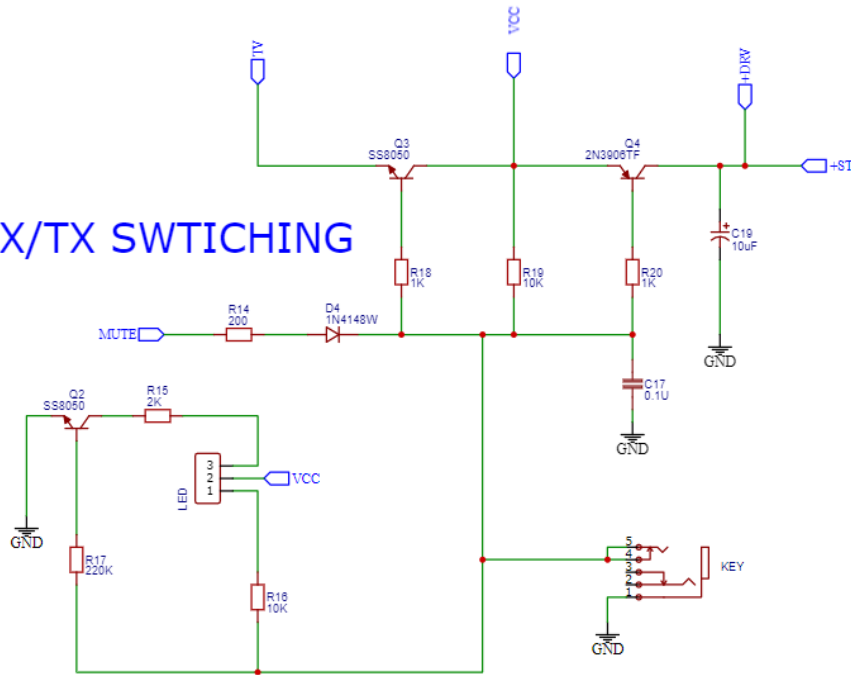 TV
VCC
+DRV
Q3
SS8050
Q4
2N3906TF
+ST
C19
10uF
X/TX SWTICHING
R18
1K
R19
10K
R20
1K
R14
200
D4
1N4148W
MUTE
GND
C17
0.1U
GND
Q2
SS8050
R15
2K
3
2
1
LED
VCC
GND
R17
220K
R16
10K
5
4
3
2
1
KEY
GND